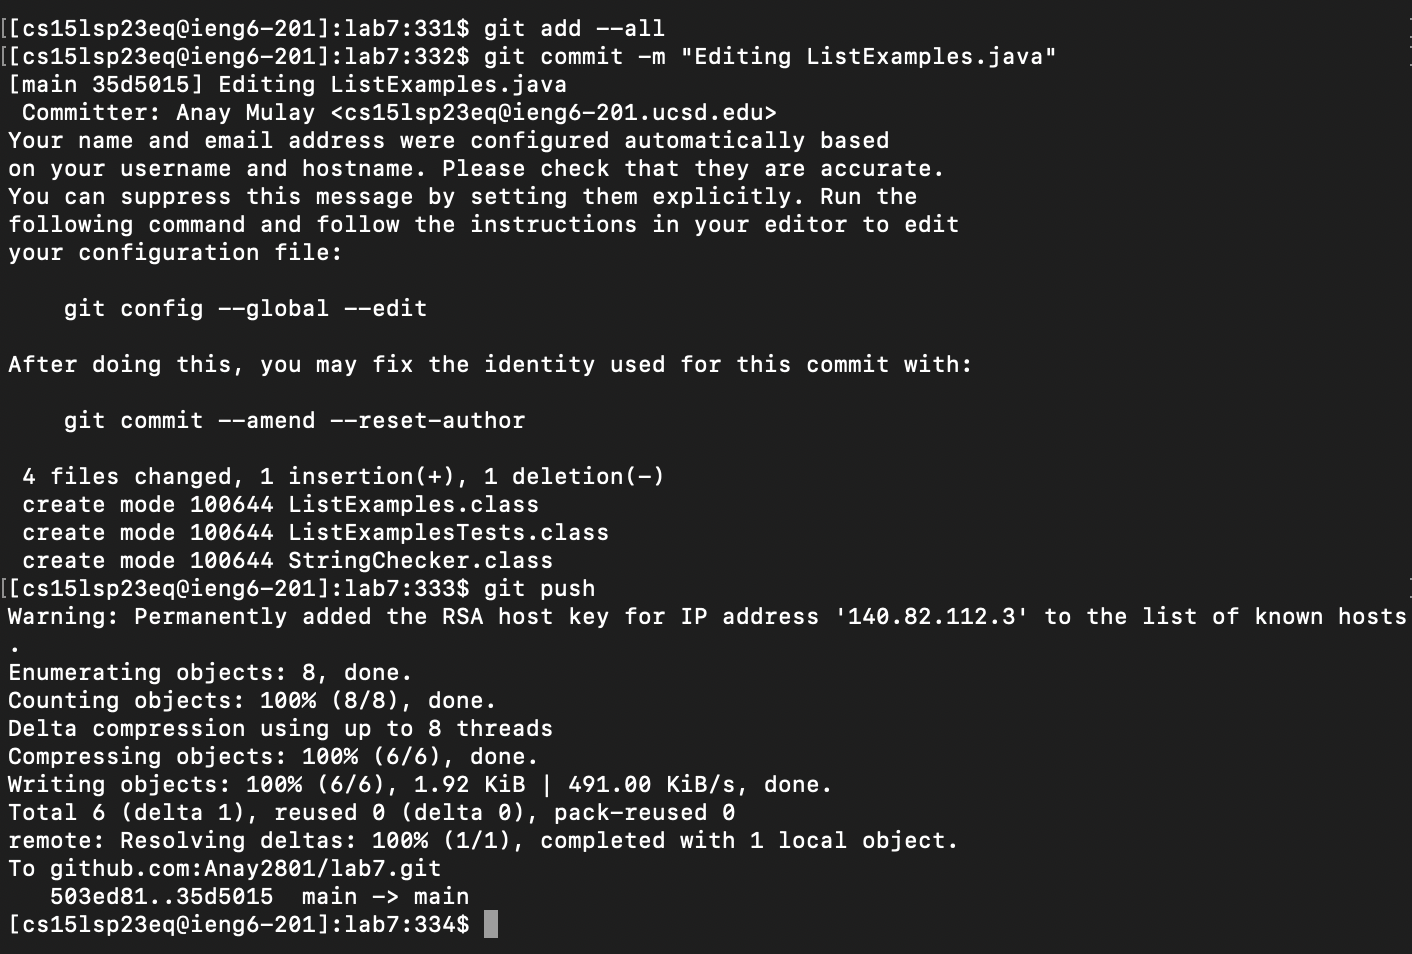 [[cs15lsp23eq@ieng6-201]:lab7:331$ git add --all
[[cs15lsp23eq@ieng6-201]:lab7:332$ git commit -m "Editing ListExamples.java"
[main 35d5015] Editing ListExamples.java
 Committer: Anay Mulay <cs15lsp23eq@ieng6-201.ucsd.edu>
Your name and email address were configured automatically based
on your username and hostname. Please check that they are accurate.
You can suppress this message by setting them explicitly. Run the
following command and follow the instructions in your editor to edit
your configuration file:

    git config --global --edit

After doing this, you may fix the identity used for this commit with:

    git commit --amend --reset-author

 4 files changed, 1 insertion(+), 1 deletion(-)
 create mode 100644 ListExamples.class
 create mode 100644 ListExamplesTests.class
 create mode 100644 StringChecker.class
[[cs15lsp23eq@ieng6-201]:lab7:333$ git push
Warning: Permanently added the RSA host key for IP address '140.82.112.3' to the list of known hosts
.
Enumerating objects: 8, done.
Counting objects: 100% (8/8), done.
Delta compression using up to 8 threads
Compressing objects: 100% (6/6), done.
Writing objects: 100% (6/6), 1.92 KiB | 491.00 KiB/s, done.
Total 6 (delta 1), reused 0 (delta 0), pack-reused 0
remote: Resolving deltas: 100% (1/1), completed with 1 local object.
To github.com:Anay2801/lab7.git
   503ed81..35d5015  main -> main
[cs15lsp23eq@ieng6-201]:lab7:334$